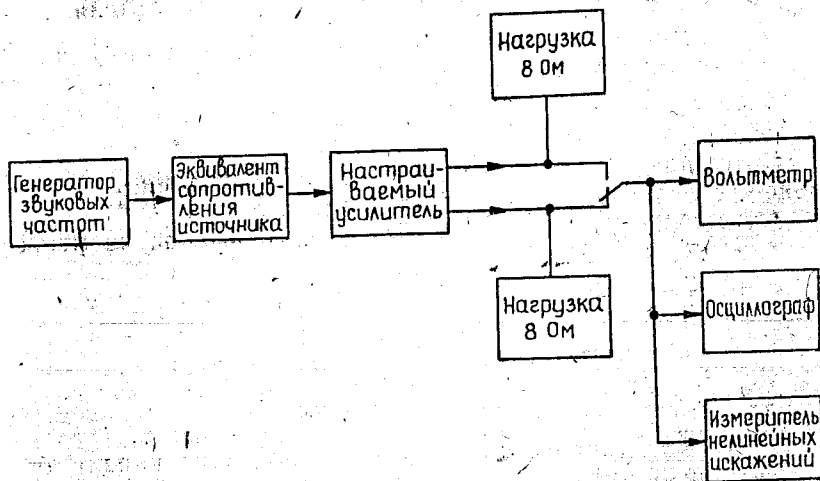 Нагрузка
8 Ом
Генератор
звуковых
частот
Эквивалент
сопротив-
ления
источника
Настраи-
ваемый
усилитель
Вольтметр
Нагрузка
8 Ом
Осциллограф
Измеритель
нелинейных
искажений